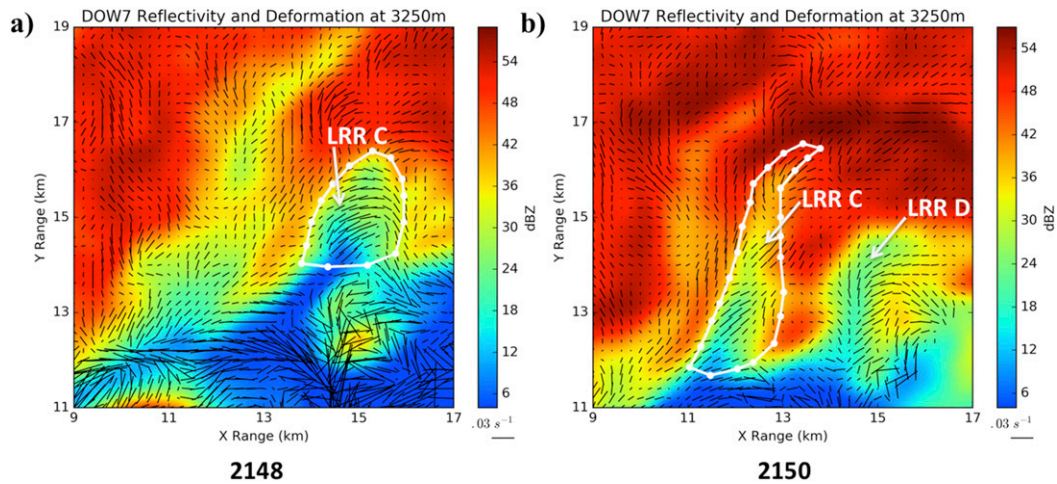 a)
DOW7 Reflectivity and Deformation at 3250m
19
17
15
13
11
Y Range (km)
LRR C
9
11
13
15
17
X Range (km)
54
48
42
36
30
24
18
12
6
dBZ
.03 s⁻¹
2148
b)
DOW7 Reflectivity and Deformation at 3250m
19
17
15
13
11
Y Range (km)
LRR C
LRR D
9
11
13
15
17
X Range (km)
54
48
42
36
30
24
18
12
6
dBZ
.03 s⁻¹
2150